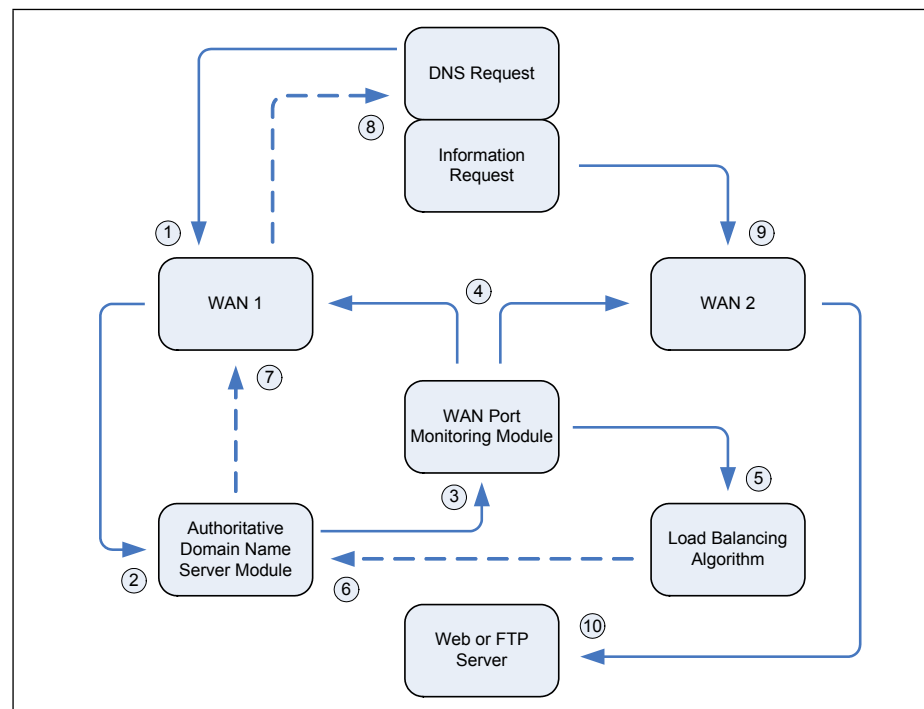 DNS Request
8
Information
Request
1
9
WAN 1
4
WAN 2
7
WAN Port
Monitoring Module
3
5
Authoritative
Domain Name
Server Module
Load Balancing
Algorithm
2
6
Web or FTP
Server
10